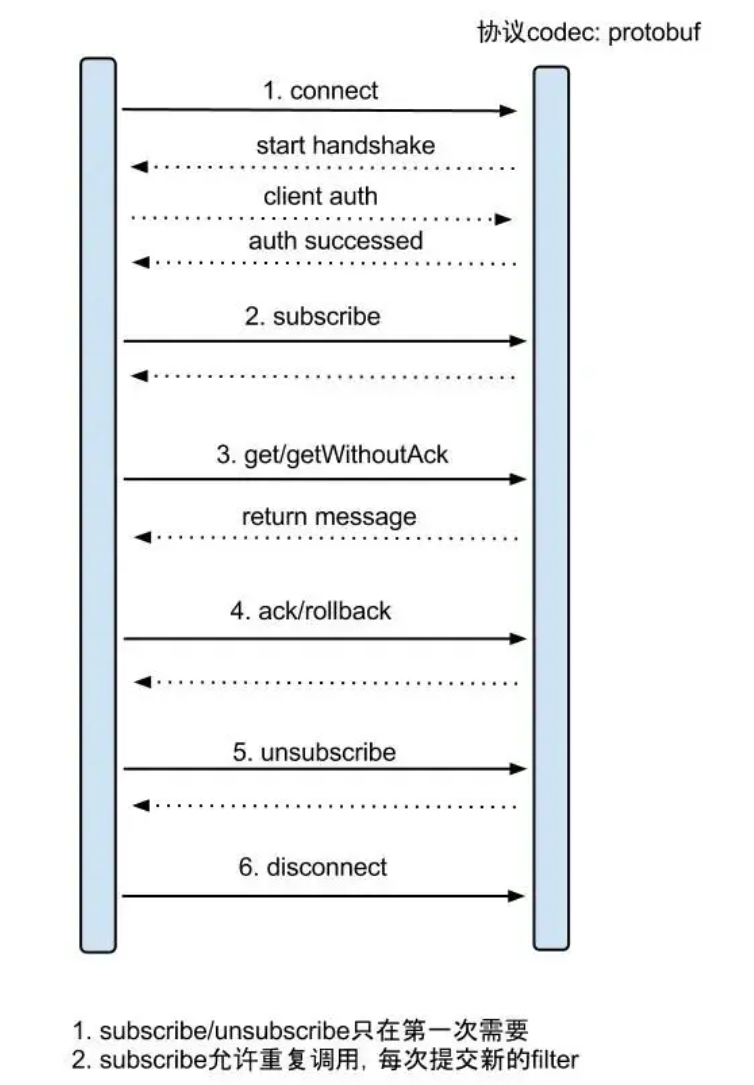 协议codec: protobuf
1. connect
start handshake
client auth
auth successed
2. subscribe
3. get/getWithoutAck
return message
4. ack/rollback
5. unsubscribe
6. disconnect
1. subscribe/unsubscribe只在第一次需要
2. subscribe允许重复调用, 每次提交新的filter